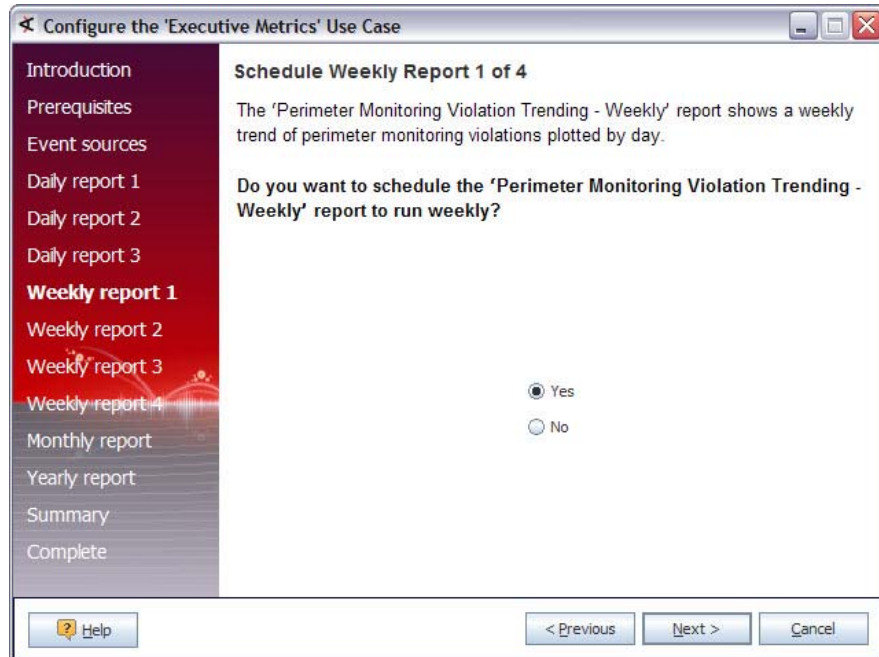 Configure the 'Executive Metrics' Use Case
Introduction
Prerequisites
Event sources
Daily report 1
Daily report 2
Daily report 3
Weekly report 1
Weekly report 2
Weekly report 3
Weekly report 4
Monthly report
Yearly report
Summary
Complete
Schedule Weekly Report 1 of 4
The 'Perimeter Monitoring Violation Trending - Weekly' report shows a weekly
trend of perimeter monitoring violations plotted by day.
Do you want to schedule the 'Perimeter Monitoring Violation Trending -
Weekly' report to run weekly?
Yes
No
Help
< Previous
Next >
Cancel